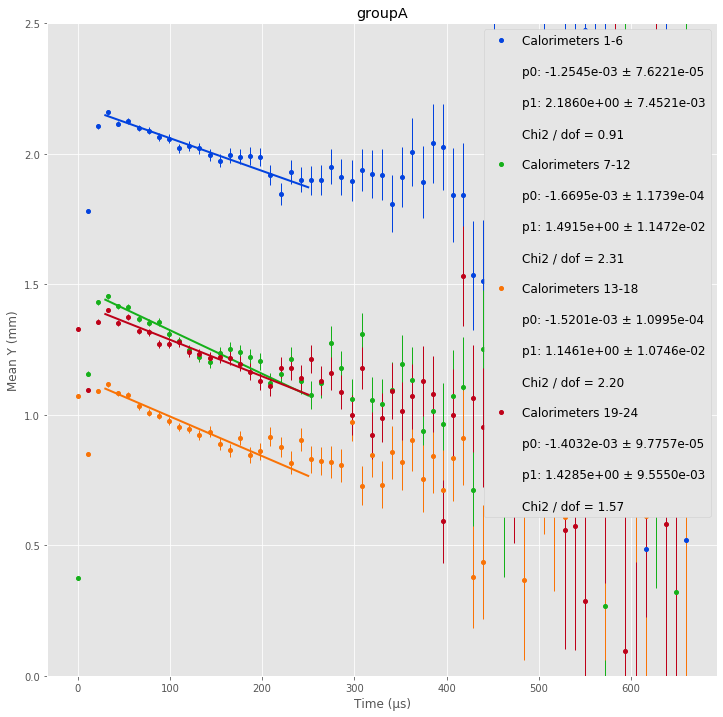 groupA
Mean Y (mm)
2.5
2.0
1.5
1.0
0.5
0.0
Calorimeters 1-6
p0: -1.2545e-03 ± 7.6221e-05
p1: 2.1860e+00 ± 7.4521e-03
Chi2 / dof = 0.91
Calorimeters 7-12
p0: -1.6695e-03 ± 1.1739e-04
p1: 1.4915e+00 ± 1.1472e-02
Chi2 / dof = 2.31
Calorimeters 13-18
p0: -1.5201e-03 ± 1.0995e-04
p1: 1.1461e+00 ± 1.0746e-02
Chi2 / dof = 2.20
Calorimeters 19-24
p0: -1.4032e-03 ± 9.7757e-05
p1: 1.4285e+00 ± 9.5550e-03
Chi2 / dof = 1.57
0 100 200 300 400 500 600
Time (μs)